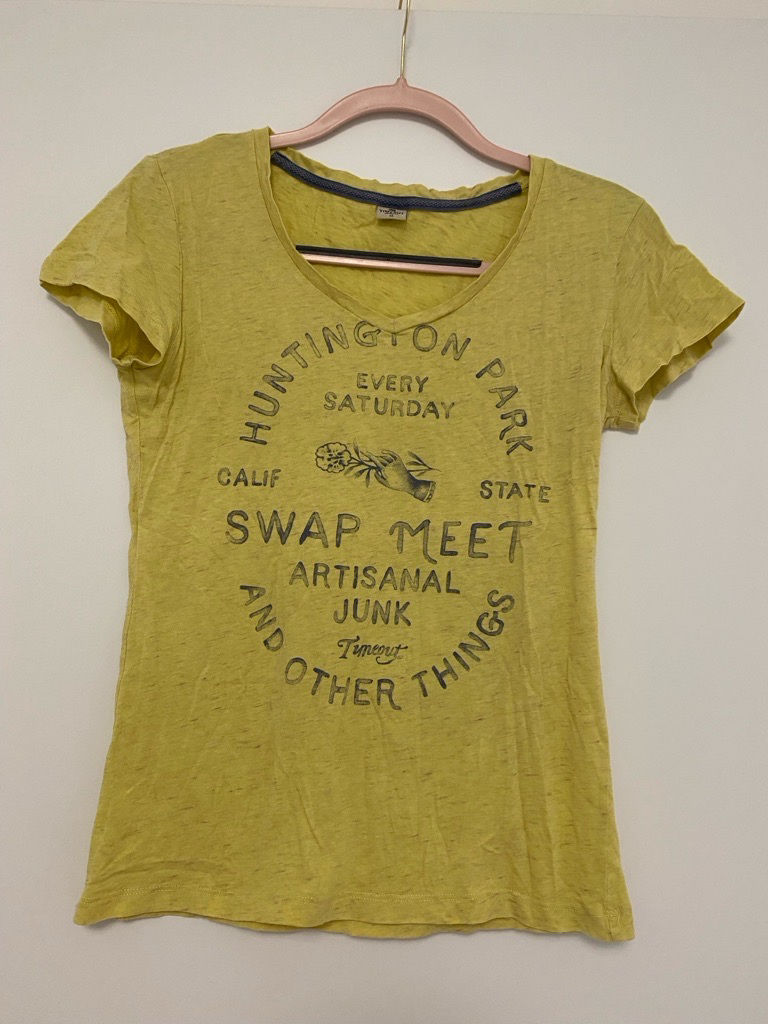 HUNTINGTON PARK
EVERY
SATURDAY
CALIF
STATE
SWAP MEET
ARTISANAL
JUNK
Timeout
AND OTHER THINGS